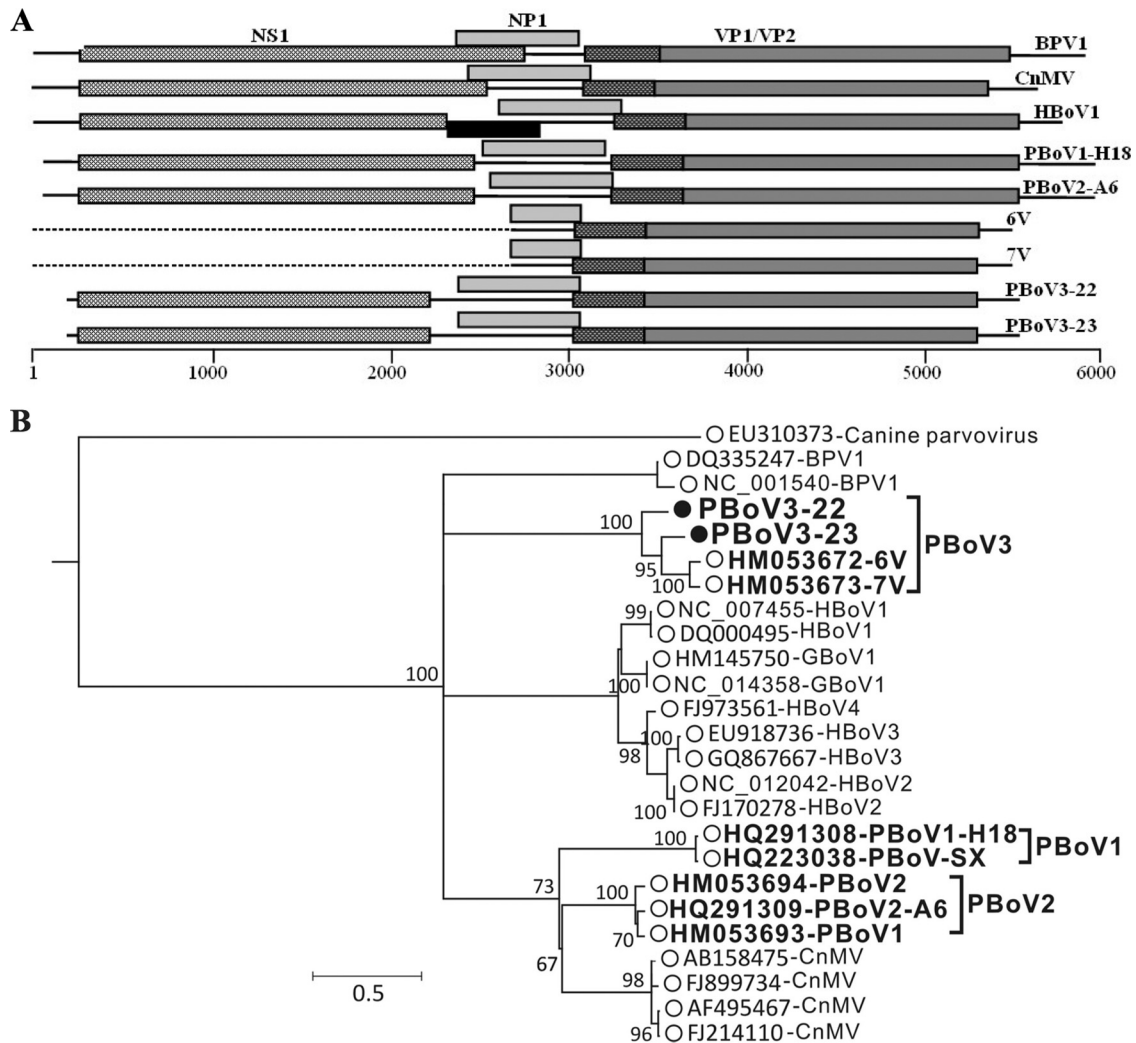 A
NS1 NP1 VP1/VP2
BPV1
CnMV
HBoV1
PBoV1-H18
PBoV2-A6
6V
7V
PBoV3-22
PBoV3-23
1 1000 2000 3000 4000 5000 6000
B
EU310373-Canine parvovirus
DQ335247-BPV1
NC_001540-BPV1
100 PBoV3-22
PBoV3-23
PBoV3
95 HM053672-6V
100 HM053673-7V
99 NC_007455-HBoV1
DQ000495-HBoV1
HM145750-GBoV1
100 NC_014358-GBoV1
100
FJ973561-HBoV4
100 EU918736-HBoV3
98 GQ867667-HBoV3
NC_012042-HBoV2
100 FJ170278-HBoV2
100 HQ291308-PBoV1-H18
PBoV1
HQ223038-PBoV-SX
73
100 HM053694-PBoV2
HQ291309-PBoV2-A6
PBoV2
70 HM053693-PBoV1
67
AB158475-CnMV
98 FJ899734-CnMV
AF495467-CnMV
96 FJ214110-CnMV
0.5